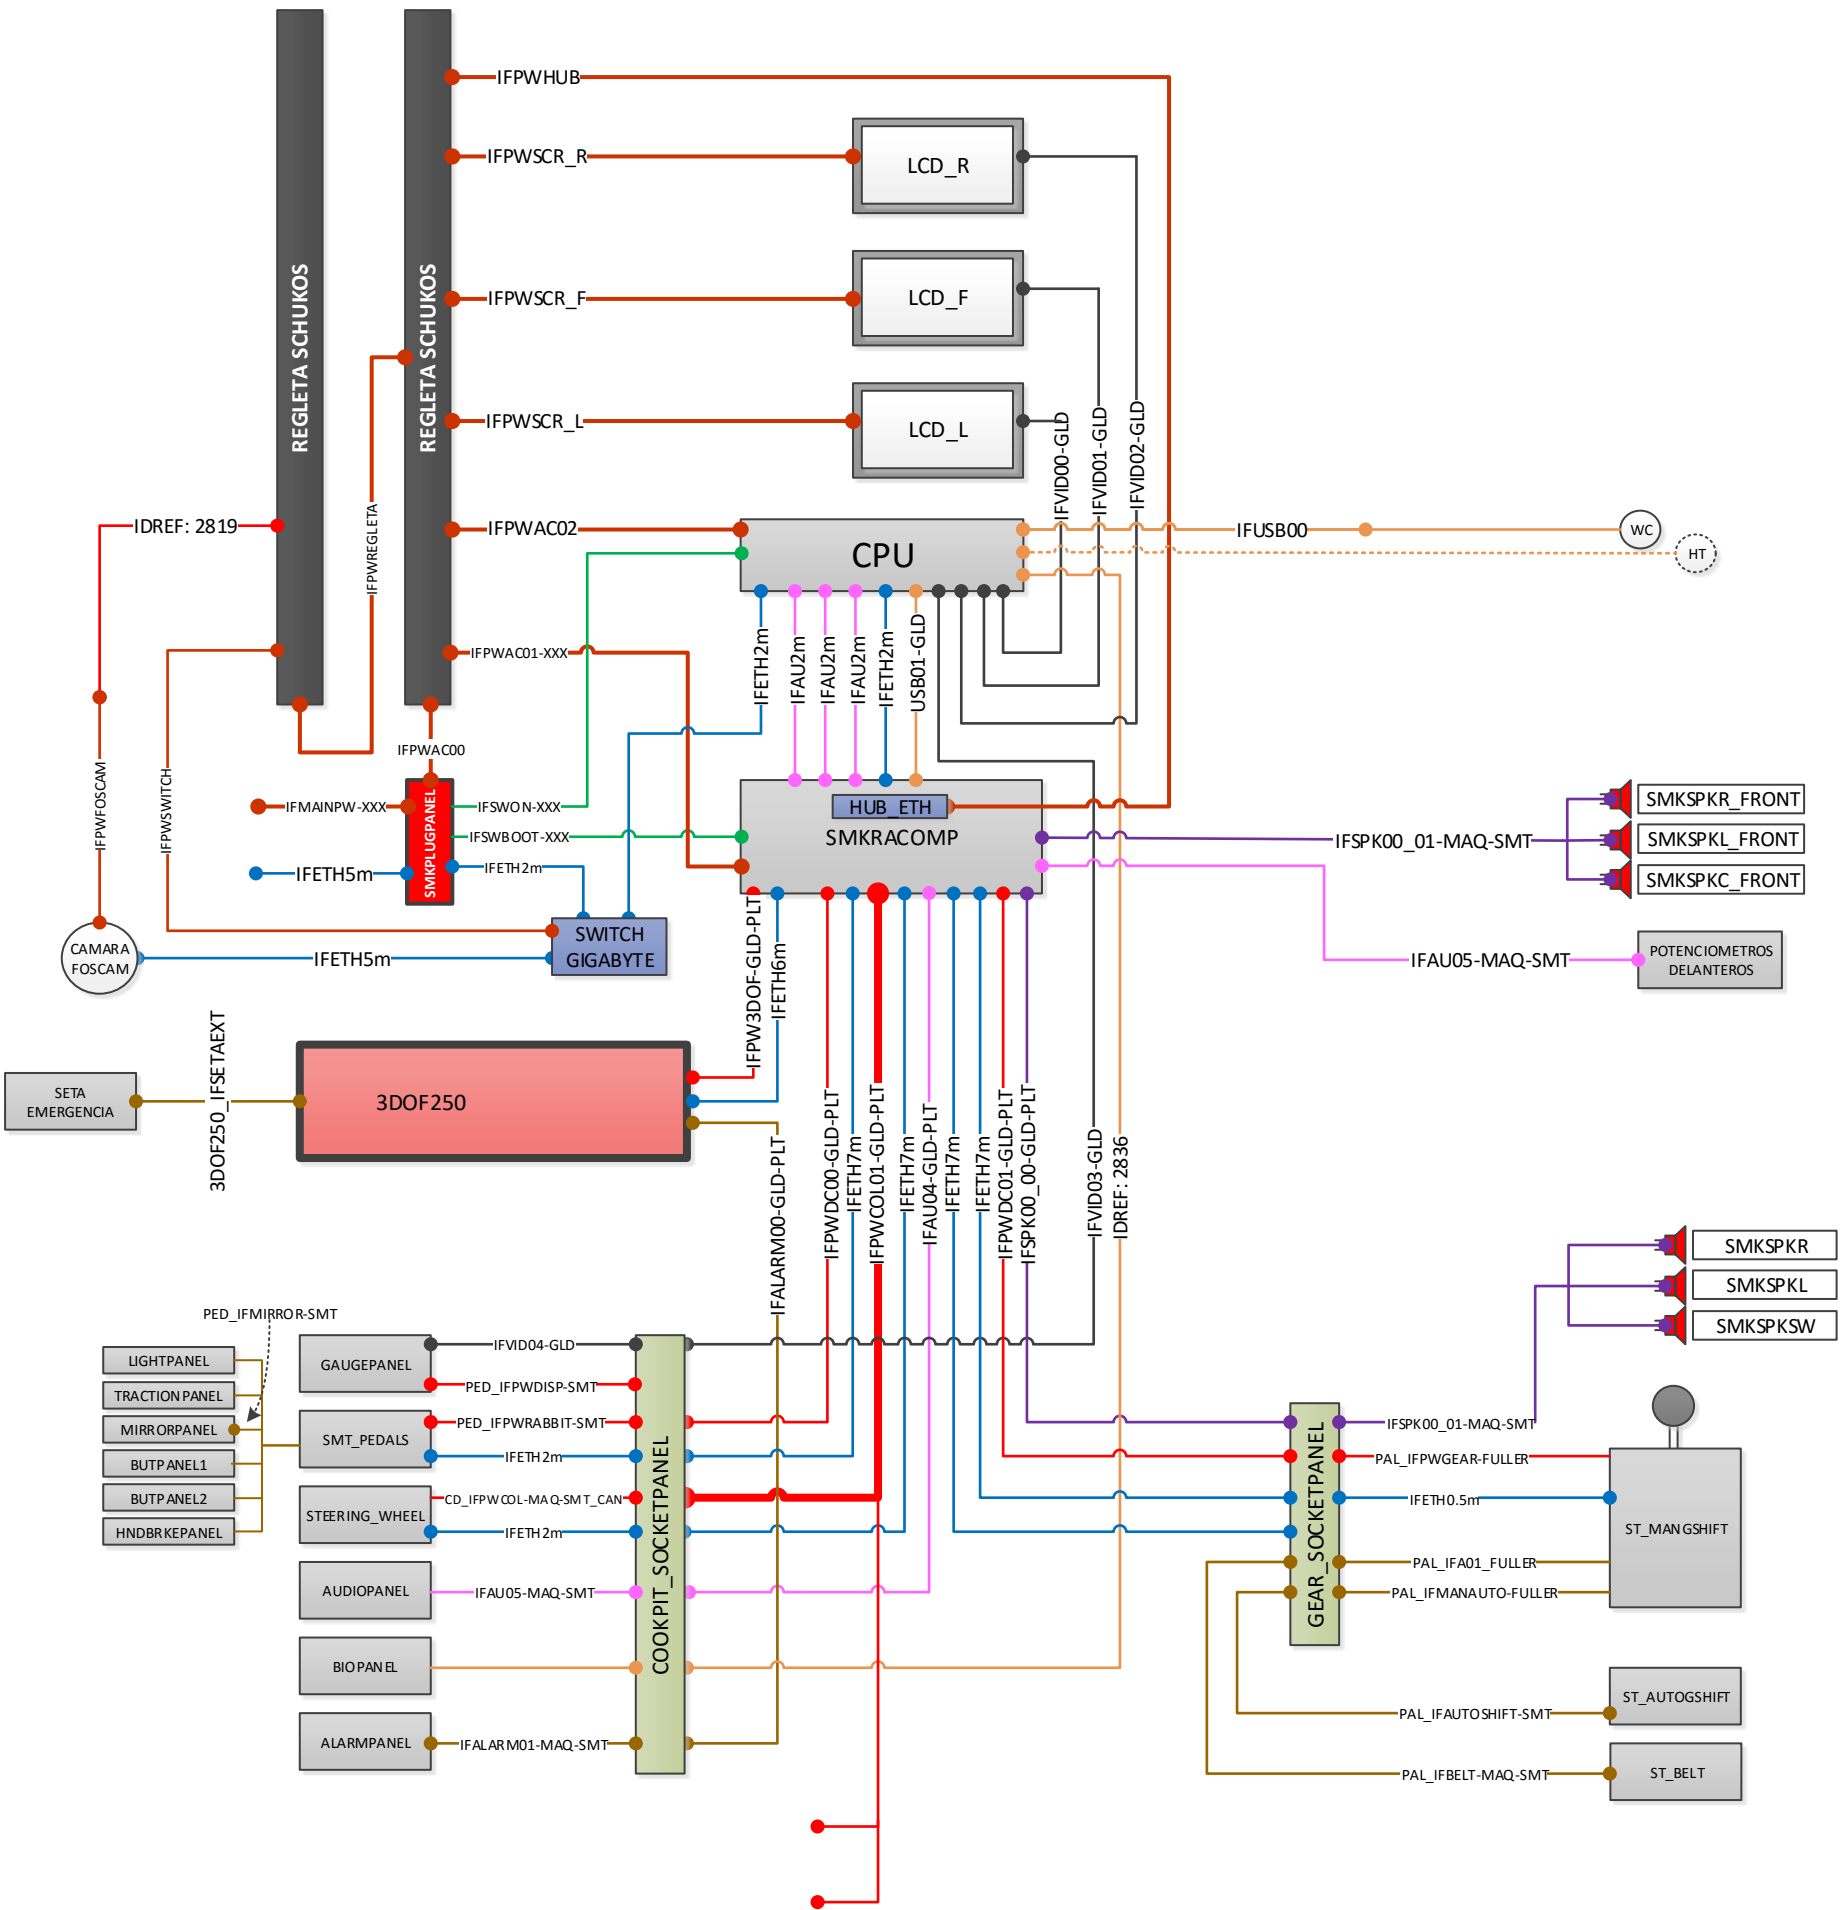 IFPWHUB
IFPWSCR_R
LCD_R
REGLETA SCHUKOS
REGLETA SCHUKOS
IFPWSCR_F
LCD_F
IFPWSCR_L
LCD_L
IFVID00-GLD
IFVID01-GLD
IFVID02-GLD
IDREF: 2819
IFPWREGLETA
IFPWAC02
CPU
IFUSB00
WC
HT
IFPWAC01-XXX
IFETH2m
IFAU2m
IFAU2m
IFAU2m
IFETH2m
USB01-GLD
IFPWAC00
IFPWFOSCAM
IFPWSWITCH
IFMAINPW-XXX
SMKPLUGPANEL
IFSWON-XXX
IFSWBOOT-XXX
IFETH2m
IFETH5m
HUB_ETH
SMKRACOMP
IFSPK00_01-MAQ-SMT
SMKSPKR_FRONT
SMKSPKL_FRONT
SMKSPKC_FRONT
CAMARA
FOSCAM
IFETH5m
SWITCH
GIGABYTE
IFAU05-MAQ-SMT
POTENCIOMETROS
DELANTEROS
IFPW3DOF-GLD-PLT
IFETH6m
SETA
EMERGENCIA
3DOF250_IFSETAEXT
3DOF250
IFALARM00-GLD-PLT
IFPWDC00-GLD-PLT
IFETH7m
IFPWCOL01-GLD-PLT
IFETH7m
IFAU04-GLD-PLT
IFETH7m
IFETH7m
IFPWDC01-GLD-PLT
IFSPK00_00-GLD-PLT
IFVID03-GLD
IDREF: 2836
SMKSPKR
SMKSPKL
SMKSPKSW
PED_IFMIRROR-SMT
LIGHTPANEL
TRACTIONPANEL
MIRRORPANEL
BUTPANEL1
BUTPANEL2
HNDBRKEPANEL
GAUGEPANEL
SMT_PEDALS
STEERING_WHEEL
AUDIOPANEL
BIOPANEL
ALARMPANEL
IFVID04-GLD
PED_IFPWDISP-SMT
PED_IFPWRABBIT-SMT
IFETH2m
CD_IFPWCOL-MAQ-SMT_CAN
IFETH2m
IFAU05-MAQ-SMT
IFALARM01-MAQ-SMT
COOKPIT_SOCKETPANEL
GEAR_SOCKETPANEL
IFSPK00_01-MAQ-SMT
PAL_IFPWGEAR-FULLER
IFETH0.5m
PAL_IFA01_FULLER
PAL_IFMANAUTO-FULLER
ST_MANGSHIFT
PAL_IFAUTOSHIFT-SMT
ST_AUTOGSHIFT
PAL_IFBELT-MAQ-SMT
ST_BELT